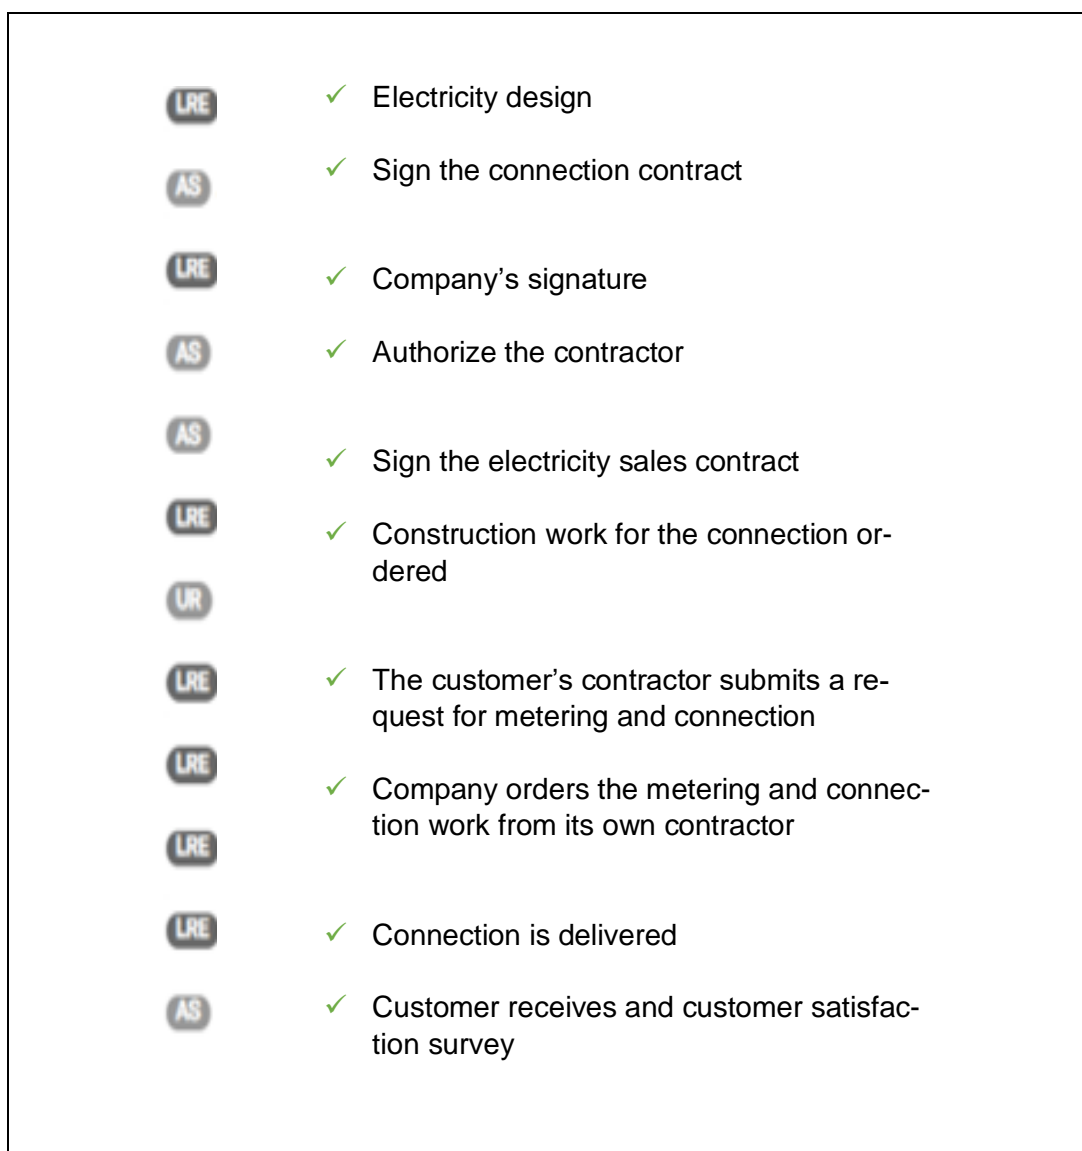 LRE
Electricity design
AS
Sign the connection contract
LRE
Company’s signature
AS
Authorize the contractor
AS
Sign the electricity sales contract
LRE
Construction work for the connection or-
dered
UR
LRE
The customer’s contractor submits a re-
quest for metering and connection
LRE
Company orders the metering and connec-
tion work from its own contractor
LRE
LRE
Connection is delivered
AS
Customer receives and customer satisfac-
tion survey